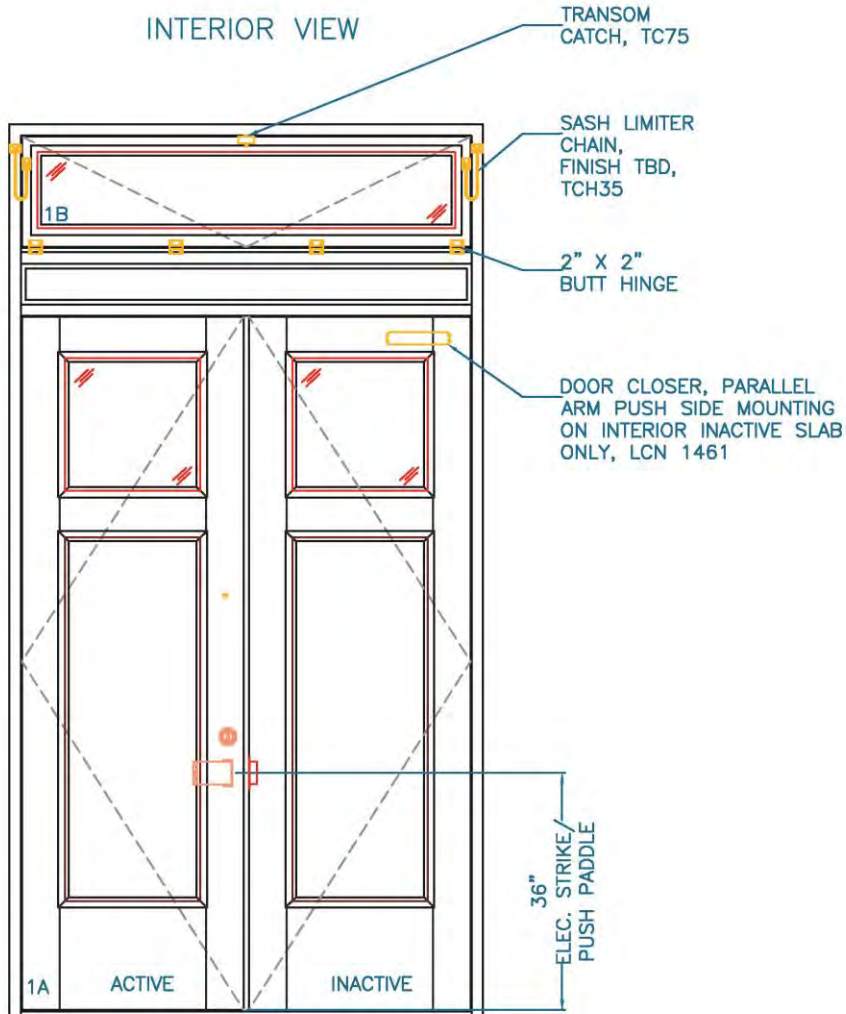 INTERIOR VIEW
TRANSOM
CATCH, TC75
SASH LIMITER
CHAIN,
FINISH TBD,
TCH35
1B
2" X 2"
BUTT HINGE
DOOR CLOSER, PARALLEL
ARM PUSH SIDE MOUNTING
ON INTERIOR INACTIVE SLAB
ONLY, LCN 1461
36"
ELEC. STRIKE/
PUSH PADDLE
1A
ACTIVE
INACTIVE